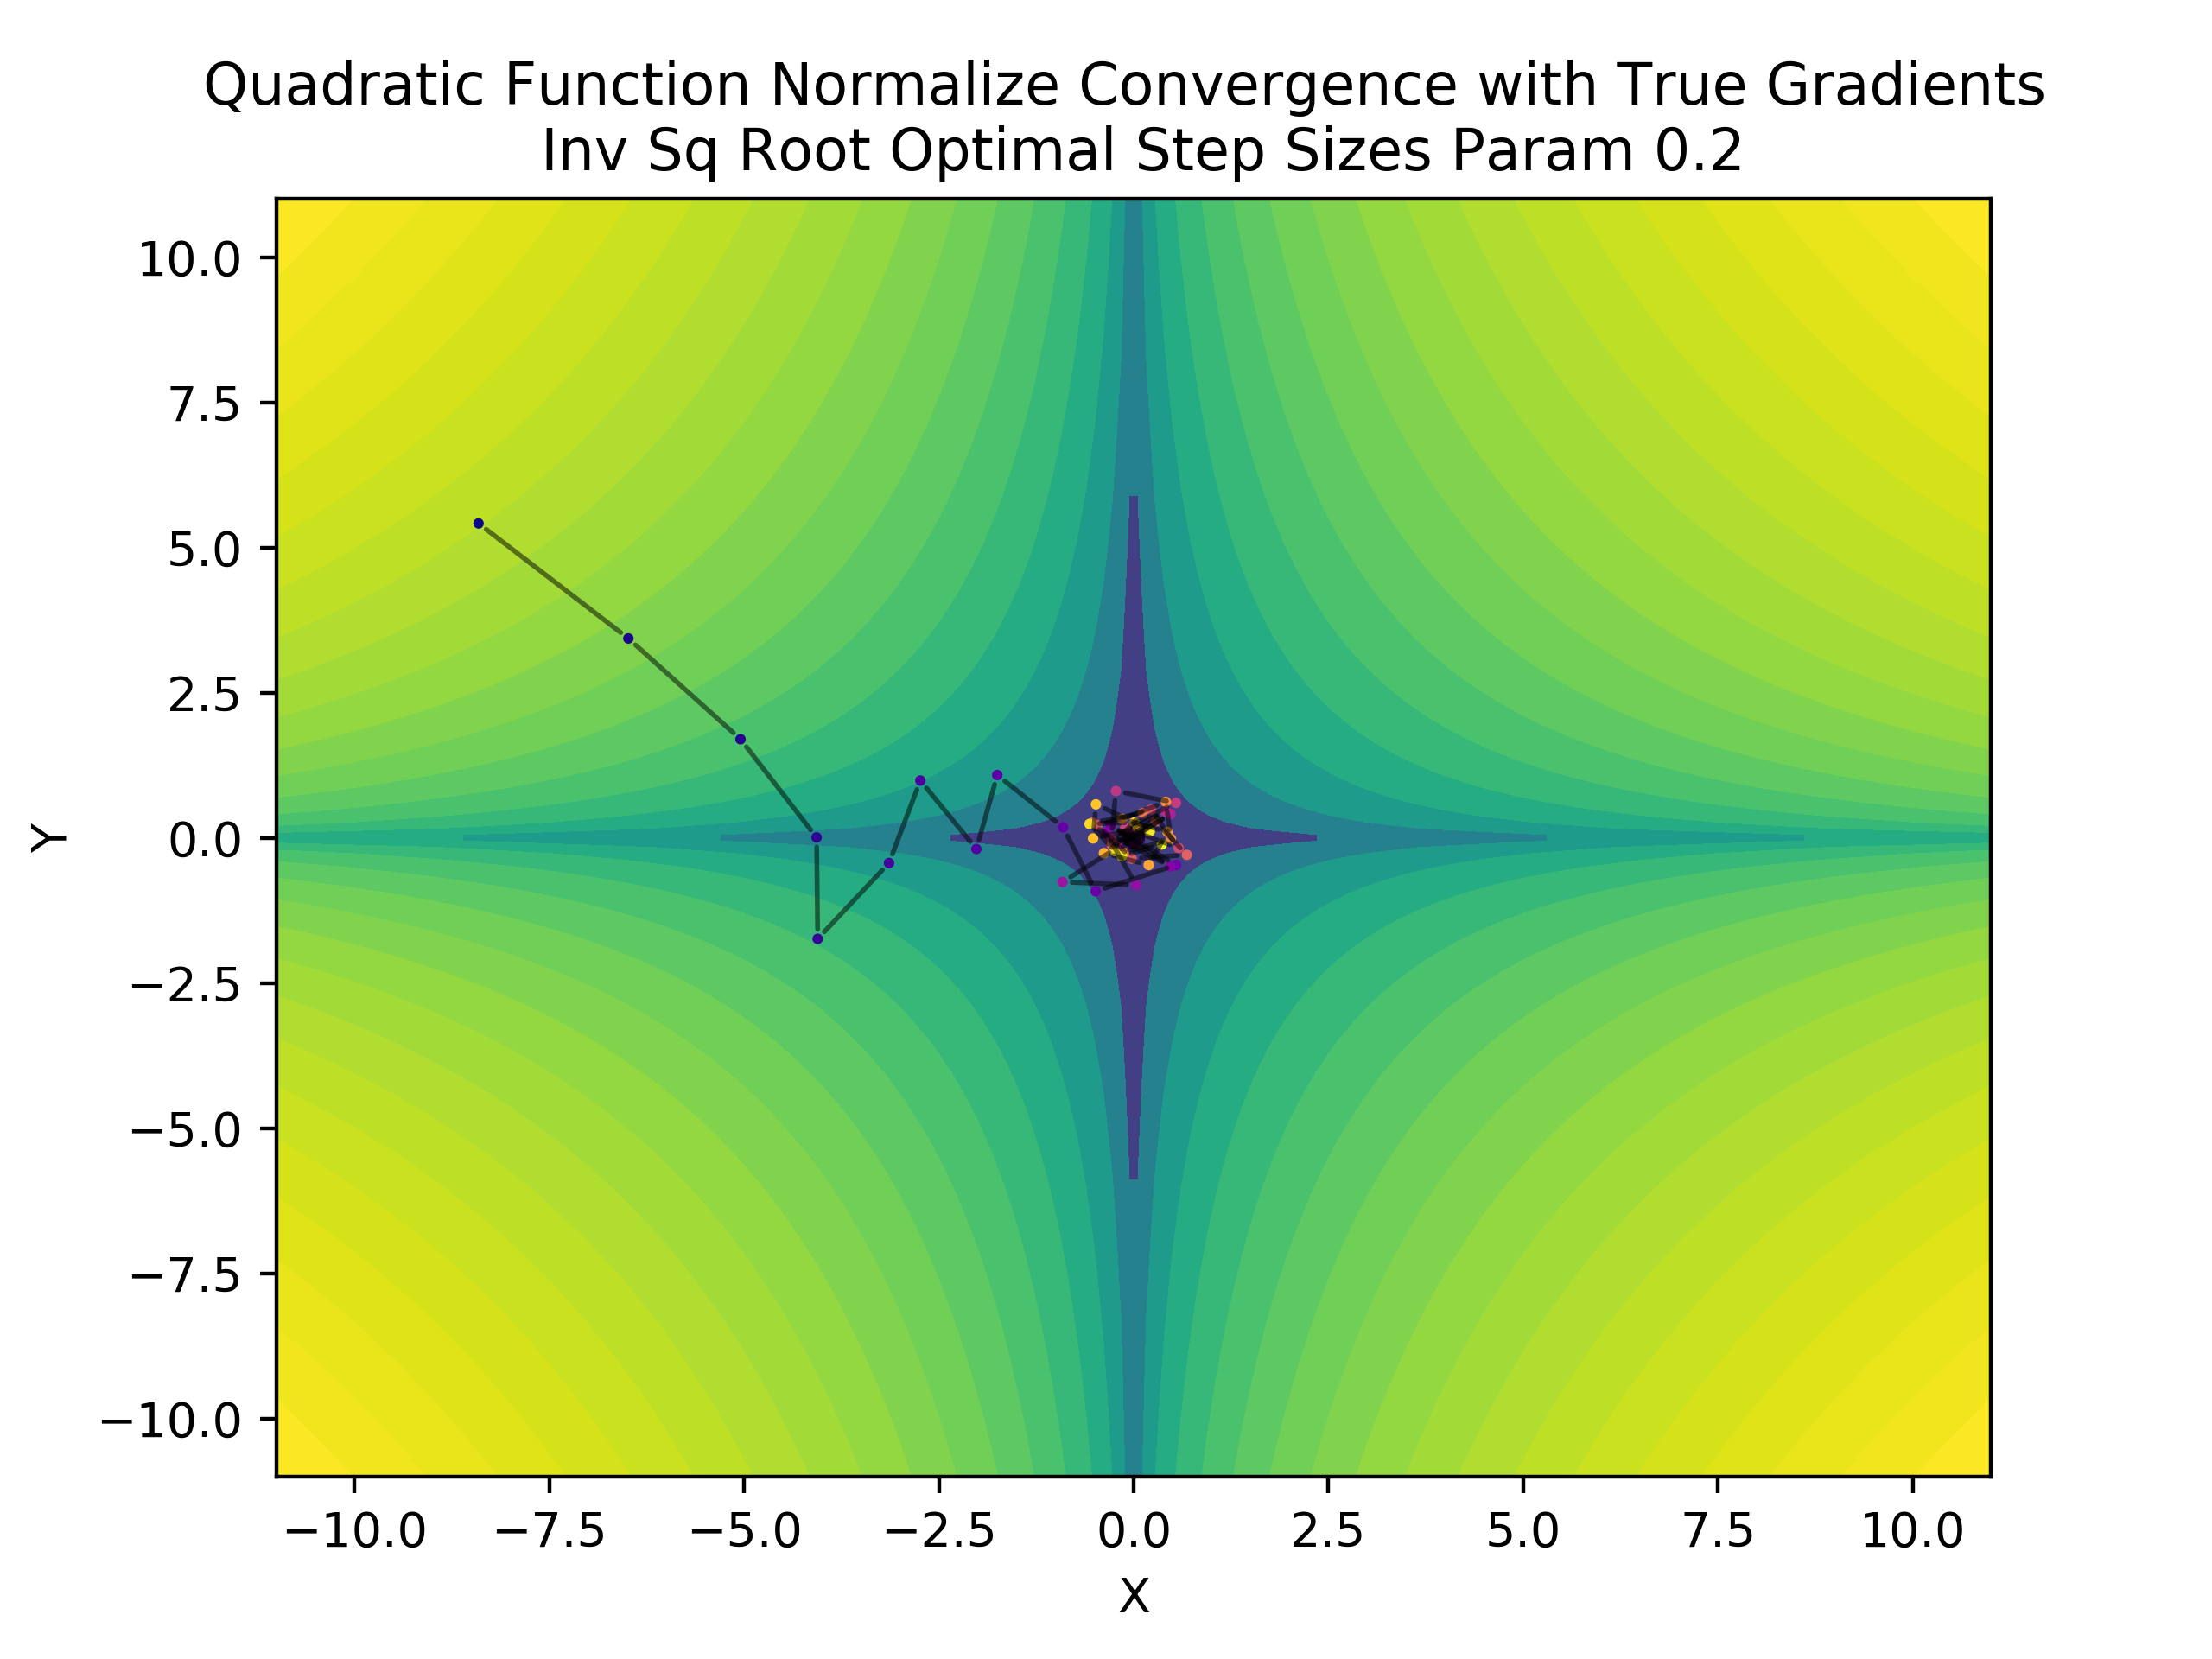 Quadratic Function Normalize Convergence with True Gradients
Inv Sq Root Optimal Step Sizes Param 0.2
10.0
7.5
5.0
2.5
0.0
−2.5
−5.0
−7.5
−10.0
Y
−10.0 −7.5 −5.0 −2.5 0.0 2.5 5.0 7.5 10.0
X